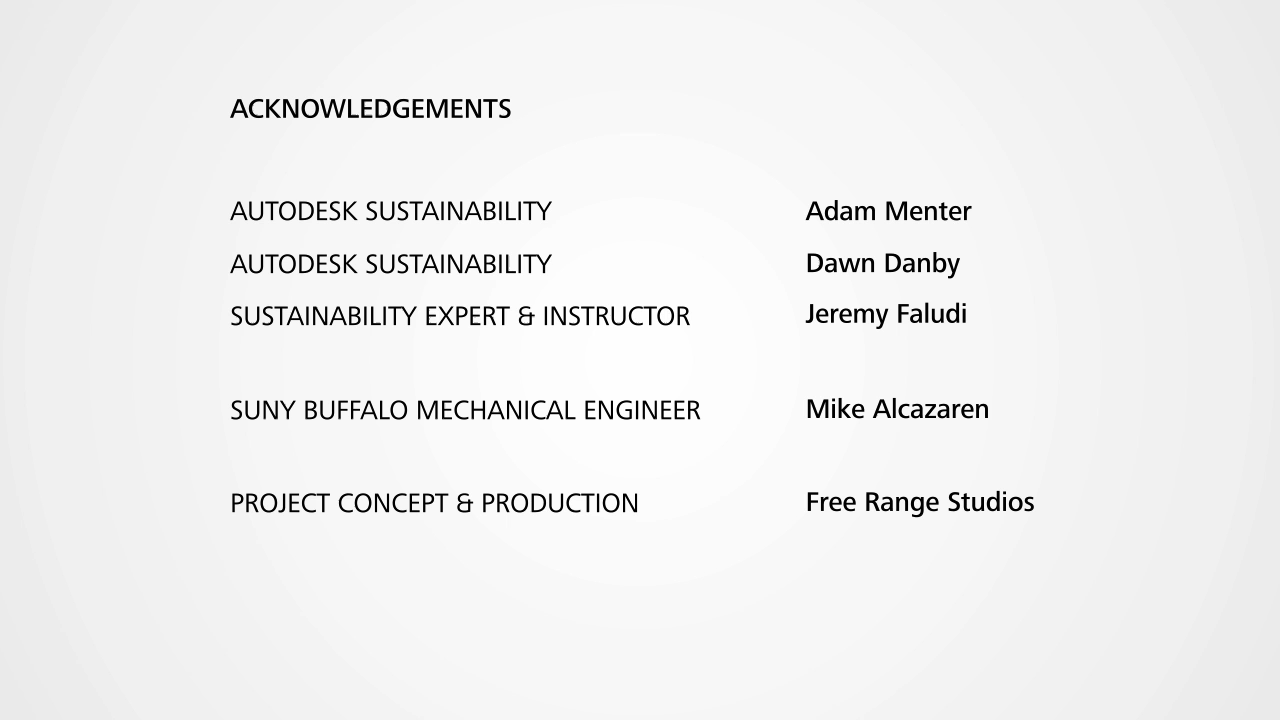 ACKNOWLEDGEMENTS
AUTODESK SUSTAINABILITY Adam Menter
AUTODESK SUSTAINABILITY Dawn Danby
SUSTAINABILITY EXPERT & INSTRUCTOR Jeremy Faludi
SUNY BUFFALO MECHANICAL ENGINEER Mike Alcazaren
PROJECT CONCEPT & PRODUCTION Free Range Studios